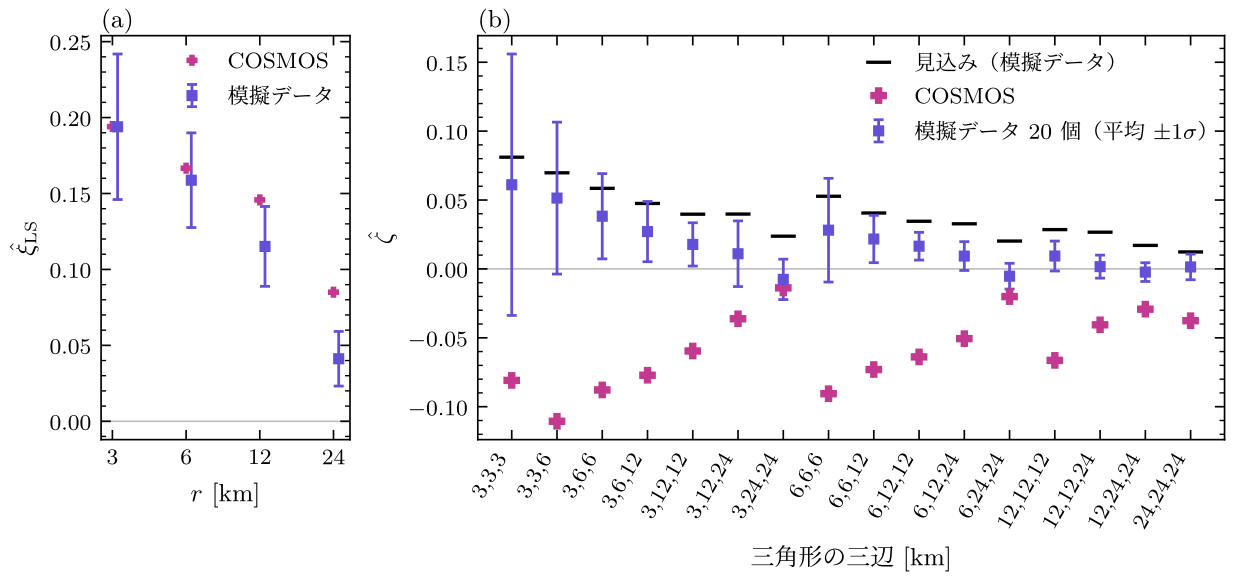 (a)
0.25
0.20
0.15
0.10
0.05
0.00
ξ̂LS
COSMOS
模擬データ
3
6
12
24
r [km]
(b)
0.15
0.10
0.05
0.00
−0.05
−0.10
ζ̂
見込み（模擬データ）
COSMOS
模擬データ 20 個（平均 ±1σ）
3,3,3
3,3,6
3,6,6
3,6,12
3,12,12
3,12,24
3,24,24
6,6,6
6,6,12
6,12,12
6,12,24
6,24,24
12,12,12
12,12,24
12,24,24
24,24,24
三角形の三辺 [km]